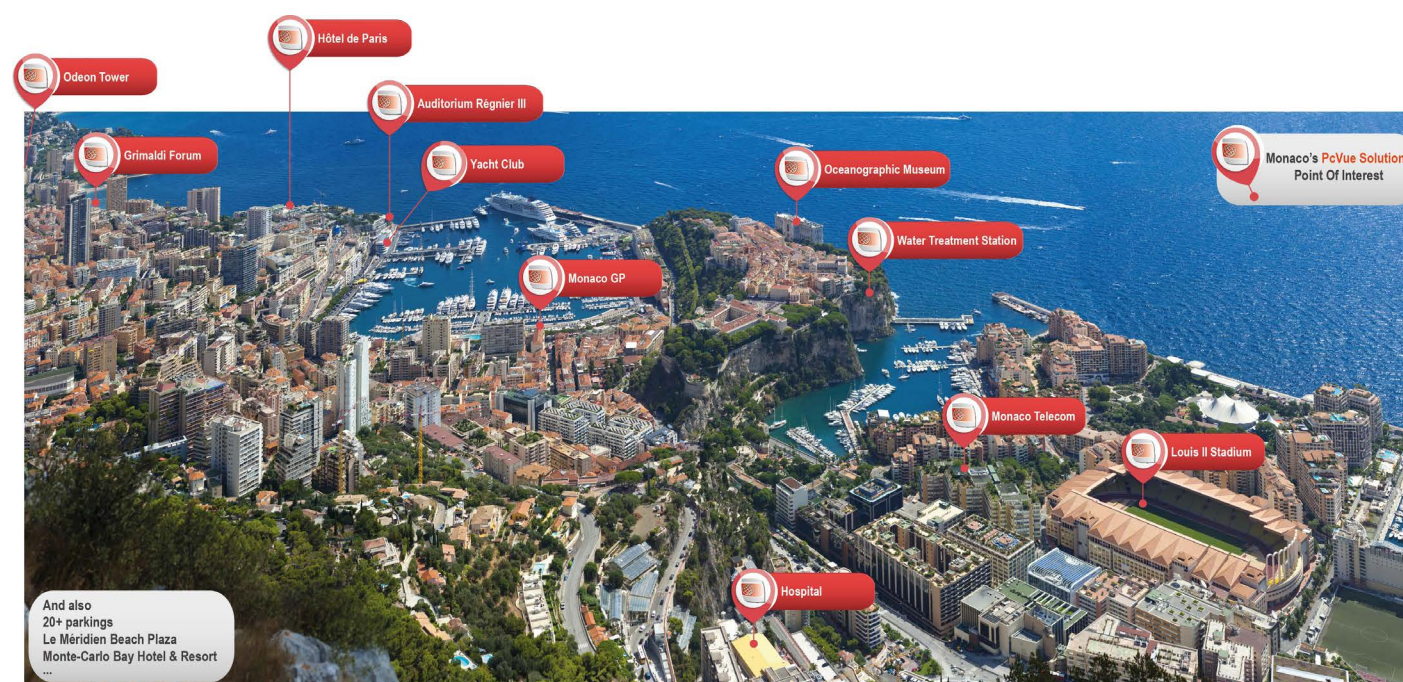 Hôtel de Paris
Odeon Tower
Auditorium Régnier III
Grimaldi Forum
Yacht Club
Oceanographic Museum
Monaco's PcVue Solution
Point Of Interest
Water Treatment Station
Monaco GP
Monaco Telecom
Louis II Stadium
Hospital
And also
20+ parkings
Le Méridien Beach Plaza
Monte-Carlo Bay Hotel & Resort
...